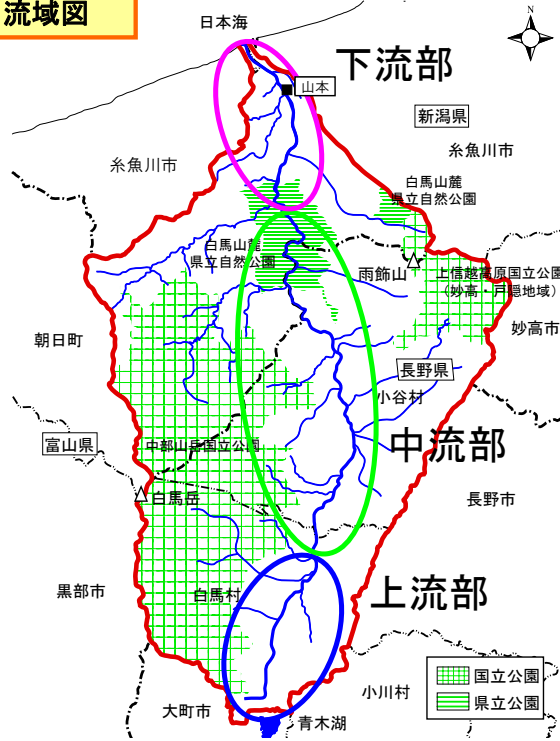 流域図
日本海
N
下流部
山本
新潟県
糸魚川市
糸魚川市
白馬山麓
県立自然公園
白馬山麓
県立自然公園
雨飾山
上信越高原国立公園
(妙高・戸隠地域)
朝日町
妙高市
長野県
小谷村
富山県
中部山岳国立公園
中流部
白馬岳
長野市
黒部市
白馬村
上流部
国立公園
県立公園
小川村
大町市
青木湖